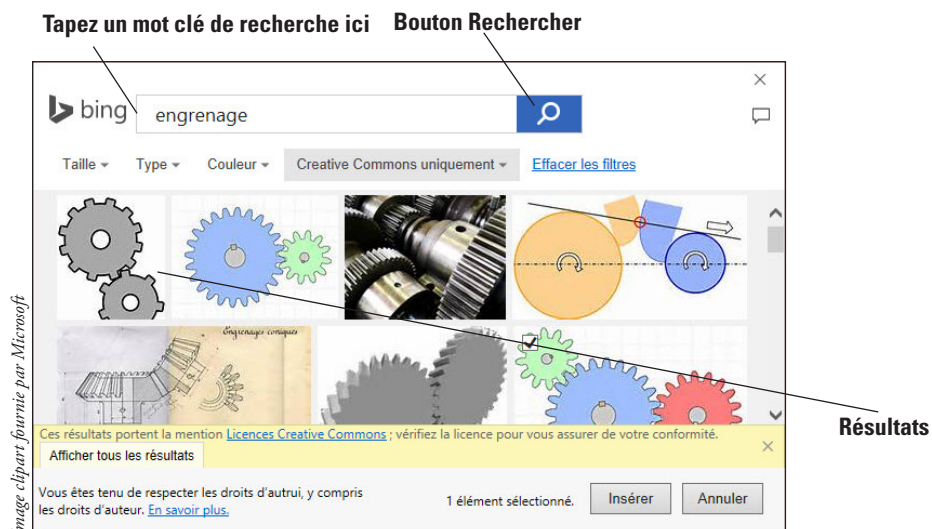 Tapez un mot clé de recherche ici
Bouton Rechercher
bing
engrenage
Taille
Type
Couleur
Creative Commons uniquement
Effacer les filtres
Engrenages coniques
Résultats
Ces résultats portent la mention Licences Creative Commons ; vérifiez la licence pour vous assurer de votre conformité.
Afficher tous les résultats
Vous êtes tenu de respecter les droits d'autrui, y compris
les droits d'auteur. En savoir plus.
1 élément sélectionné.
Insérer
Annuler
Image clipart fournie par Microsoft